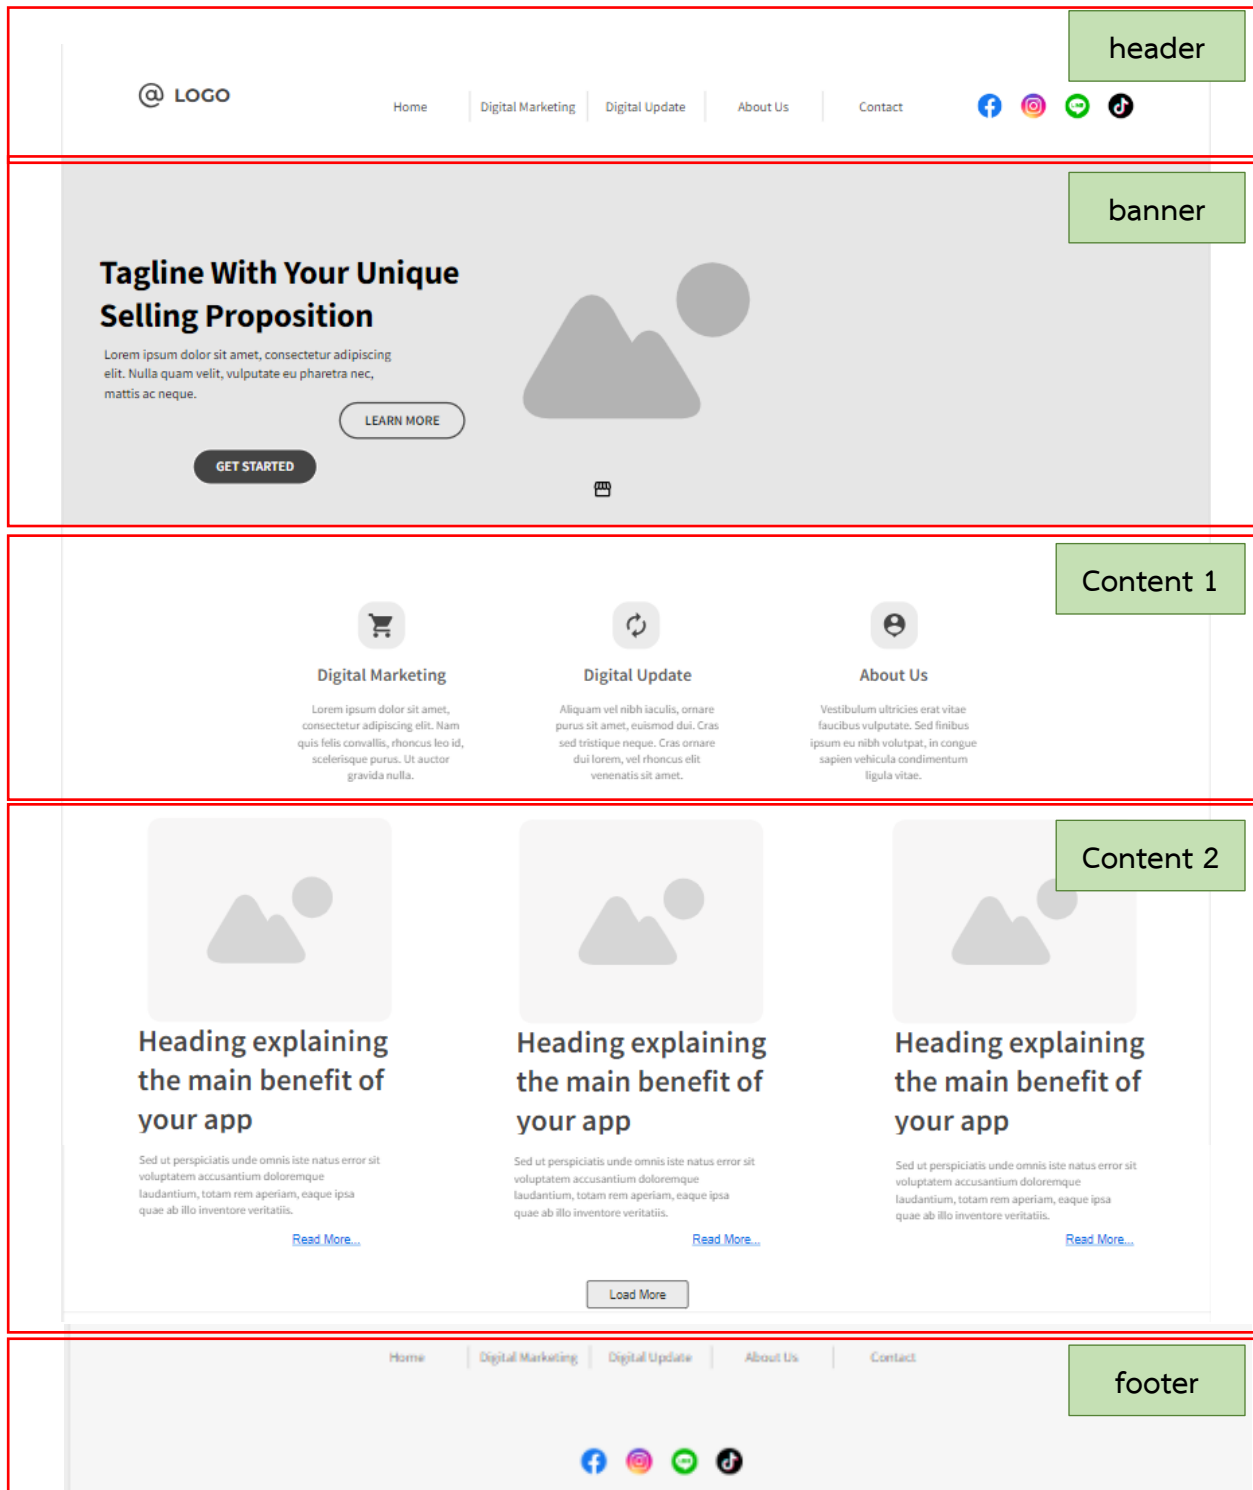 header
@ LOGO
Home
Digital Marketing
Digital Update
About Us
Contact
banner
Tagline With Your Unique
Selling Proposition
Lorem ipsum dolor sit amet, consectetur adipiscing
elit. Nulla quam velit, vulputate eu pharetra nec,
mattis ac neque.
LEARN MORE
GET STARTED
Content 1
Digital Marketing
Lorem ipsum dolor sit amet,
consectetur adipiscing elit. Nam
quis felis convallis, rhoncus leo id,
scelerisque purus. Ut auctor
gravida nulla.
Digital Update
Aliquam vel nibh iaculis, ornare
purus sit amet, euismod dui. Cras
sed tristique neque. Cras ornare
dui lorem, vel rhoncus elit
venenatis sit amet.
About Us
Vestibulum ultricies erat vitae
faucibus vulputate. Sed finibus
ipsum eu nibh volutpat, in congue
sapien vehicula condimentum
ligula vitae.
Content 2
Heading explaining
the main benefit of
your app
Sed ut perspiciatis unde omnis iste natus error sit
voluptatem accusantium doloremque
laudantium, totam rem aperiam, eaque ipsa
quae ab illo inventore veritatiis.
Read More...
Heading explaining
the main benefit of
your app
Sed ut perspiciatis unde omnis iste natus error sit
voluptatem accusantium doloremque
laudantium, totam rem aperiam, eaque ipsa
quae ab illo inventore veritatiis.
Read More...
Heading explaining
the main benefit of
your app
Sed ut perspiciatis unde omnis iste natus error sit
voluptatem accusantium doloremque
laudantium, totam rem aperiam, eaque ipsa
quae ab illo inventore veritatiis.
Read More...
Load More
Home
Digital Marketing
Digital Update
About Us
Contact
footer